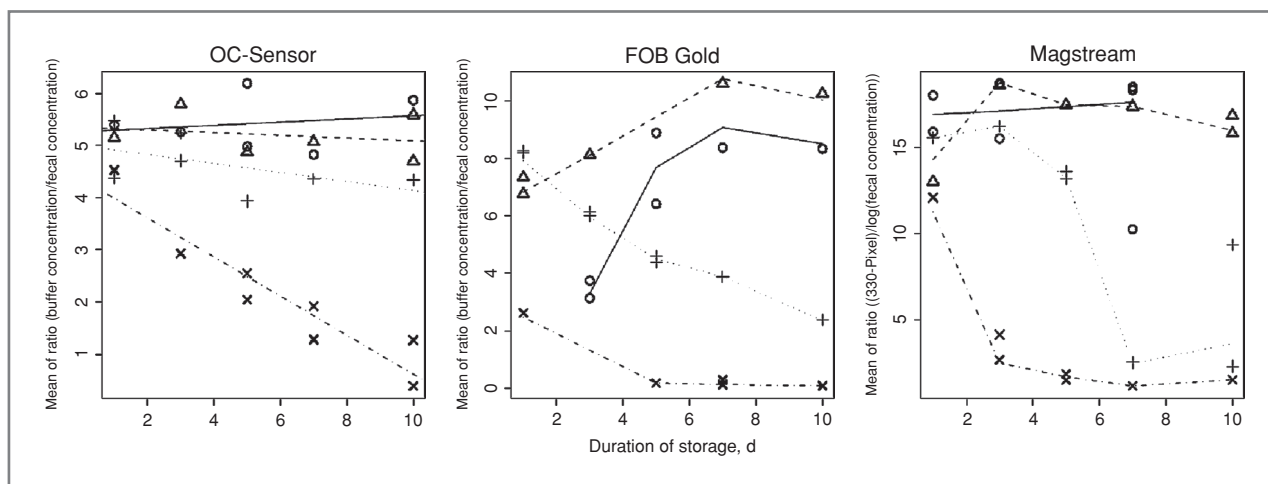 OC-Sensor
Mean of ratio (buffer concentration/fecal concentration)
6
5
4
3
2
1
2 4 6 8 10
FOB Gold
Mean of ratio (buffer concentration/fecal concentration)
10
8
6
4
2
0
2 4 6 8 10
Duration of storage, d
Magstream
Mean of ratio ((330-Pixel)/log(fecal concentration))
15
10
5
2 4 6 8 10